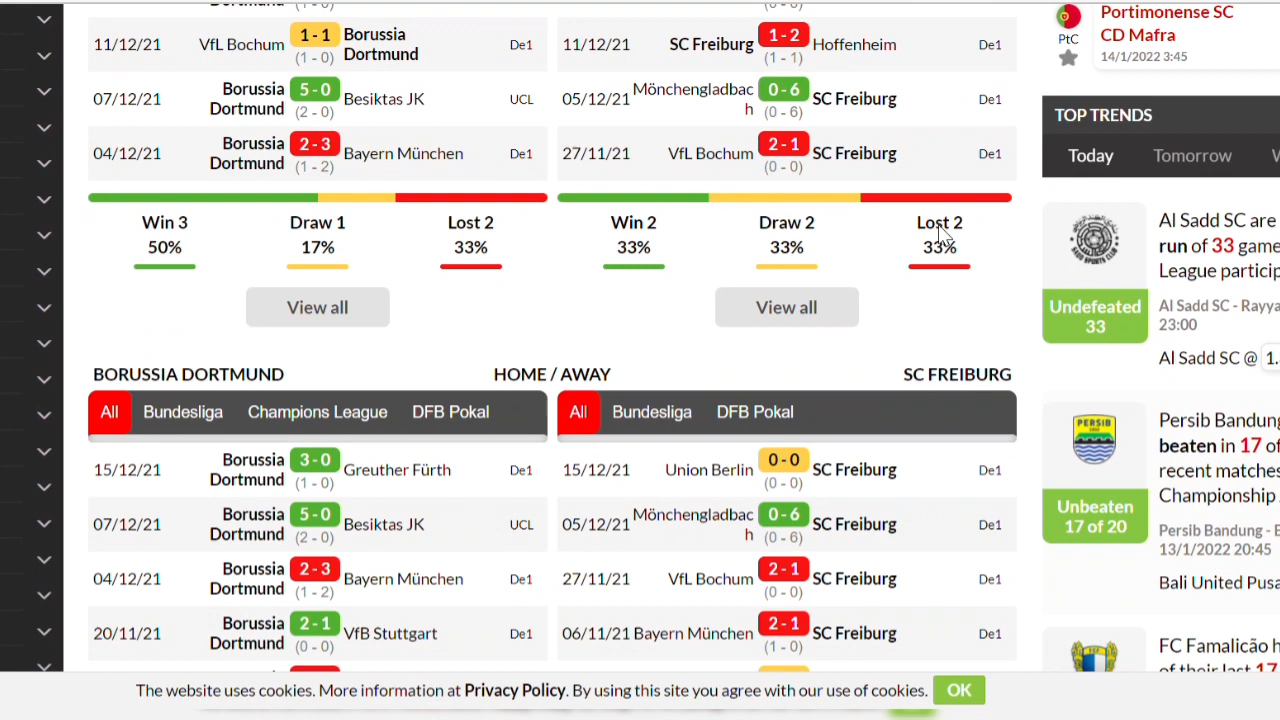 11/12/21 VfL Bochum 1 - 1 Borussia Dortmund De1
(1 - 0)
07/12/21 Borussia Dortmund 5 - 0 Besiktas JK UCL
(2 - 0)
04/12/21 Borussia Dortmund 2 - 3 Bayern München De1
(1 - 2)
Win 3 Draw 1 Lost 2
50% 17% 33%
View all
11/12/21 SC Freiburg 1 - 2 Hoffenheim De1
(1 - 1)
05/12/21 Mönchengladbac
h 0 - 6 SC Freiburg De1
(0 - 6)
27/11/21 VfL Bochum 2 - 1 SC Freiburg De1
(0 - 0)
Win 2 Draw 2 Lost 2
33% 33% 33%
View all
BORUSSIA DORTMUND HOME / AWAY SC FREIBURG
All Bundesliga Champions League DFB Pokal
15/12/21 Borussia Dortmund 3 - 0 Greuther Fürth De1
(1 - 0)
07/12/21 Borussia Dortmund 5 - 0 Besiktas JK UCL
(2 - 0)
04/12/21 Borussia Dortmund 2 - 3 Bayern München De1
(1 - 2)
20/11/21 Borussia Dortmund 2 - 1 VfB Stuttgart De1
(0 - 0)
All Bundesliga DFB Pokal
15/12/21 Union Berlin 0 - 0 SC Freiburg De1
(0 - 0)
05/12/21 Mönchengladbac
h 0 - 6 SC Freiburg De1
(0 - 6)
27/11/21 VfL Bochum 2 - 1 SC Freiburg De1
(0 - 0)
06/11/21 Bayern München 2 - 1 SC Freiburg De1
(1 - 0)
Portimonense SC
CD Mafra
PtC
14/1/2022 3:45
TOP TRENDS
Today Tomorrow
Al Sadd SC are
run of 33 game
League particip
Undefeated
33
Al Sadd SC - Rayya
23:00
Al Sadd SC @ 1.
PERSIB
Persib Bandung
beaten in 17 of
recent matches
Championship
Unbeaten
17 of 20
Persib Bandung - B
13/1/2022 20:45
Bali United Pusa
FC Famalicão h
of their last 17
The website uses cookies. More information at Privacy Policy. By using this site you agree with our use of cookies. OK